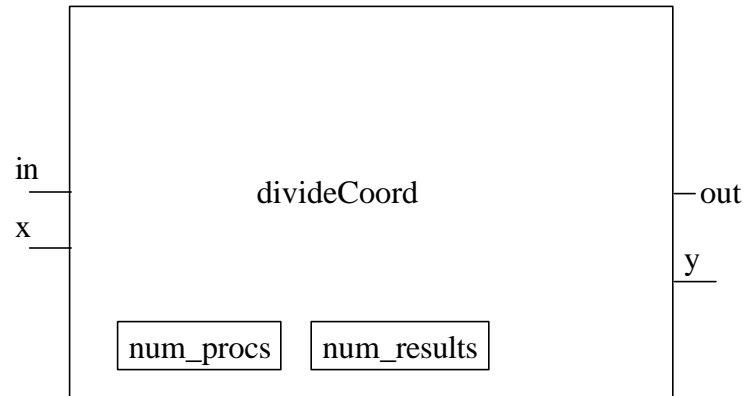 in
divideCoord
out
x
y
num_procs
num_results